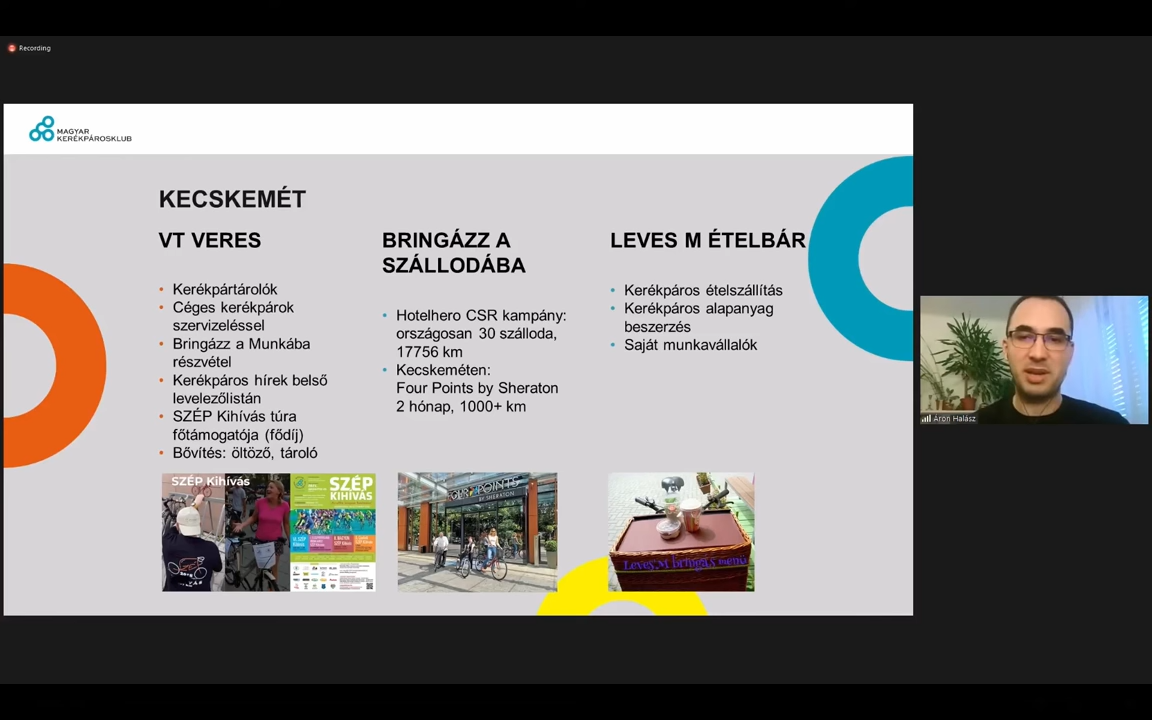 Recording
MAGYAR
KERÉKPÁROSKLUB
KECSKEMÉT
VT VERES
• Kerékpártárolók
• Céges kerékpárok
szervizeléssel
• Bringázz a Munkába
részvétel
• Kerékpáros hírek belső
levelezőlistán
• SZÉP Kihívás túra
főtámogatója (fődíj)
• Bővítés: öltöző, tároló
BRINGÁZZ A
SZÁLLODÁBA
• Hotelhero CSR kampány:
országosan 30 szálloda,
17756 km
• Kecskeméten:
Four Points by Sheraton
2 hónap, 1000+ km
LEVES M ÉTELBÁR
• Kerékpáros ételszállítás
• Kerékpáros alapanyag
beszerzés
• Saját munkavállalók
SZÉP Kihívás
SZÉP
KIHÍVÁS
FOUR POINTS
BY SHERATON
Leves.M bringás menü
Áron Halász